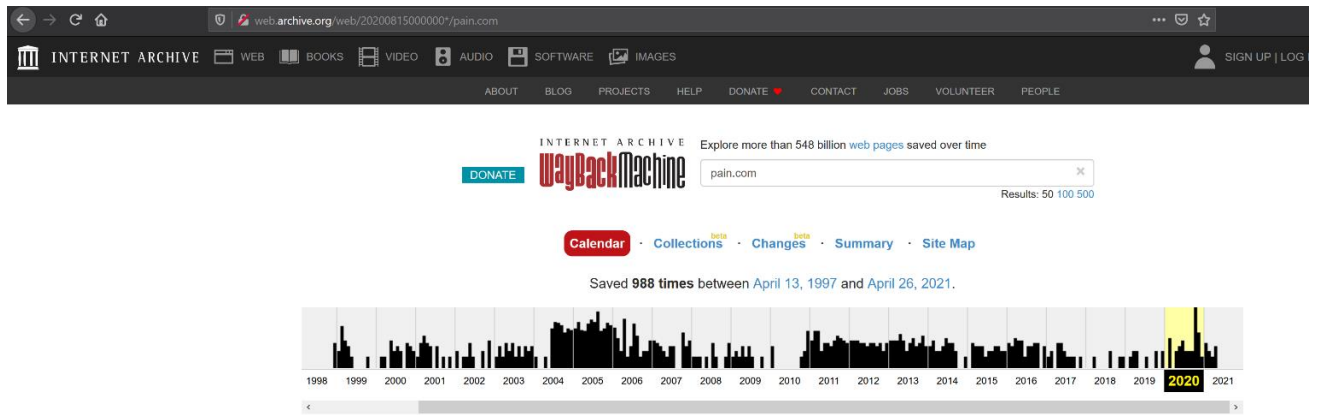 web.archive.org/web/20200815000000*/pain.com
INTERNET ARCHIVE WEB BOOKS VIDEO AUDIO SOFTWARE IMAGES SIGN UP | LOG
ABOUT BLOG PROJECTS HELP DONATE CONTACT JOBS VOLUNTEER PEOPLE
DONATE
INTERNET ARCHIVE
WayBackMachine
Explore more than 548 billion web pages saved over time
pain.com
Results: 50 100 500
Calendar · Collections beta · Changes beta · Summary · Site Map
Saved 988 times between April 13, 1997 and April 26, 2021.
1998 1999 2000 2001 2002 2003 2004 2005 2006 2007 2008 2009 2010 2011 2012 2013 2014 2015 2016 2017 2018 2019 2020 2021